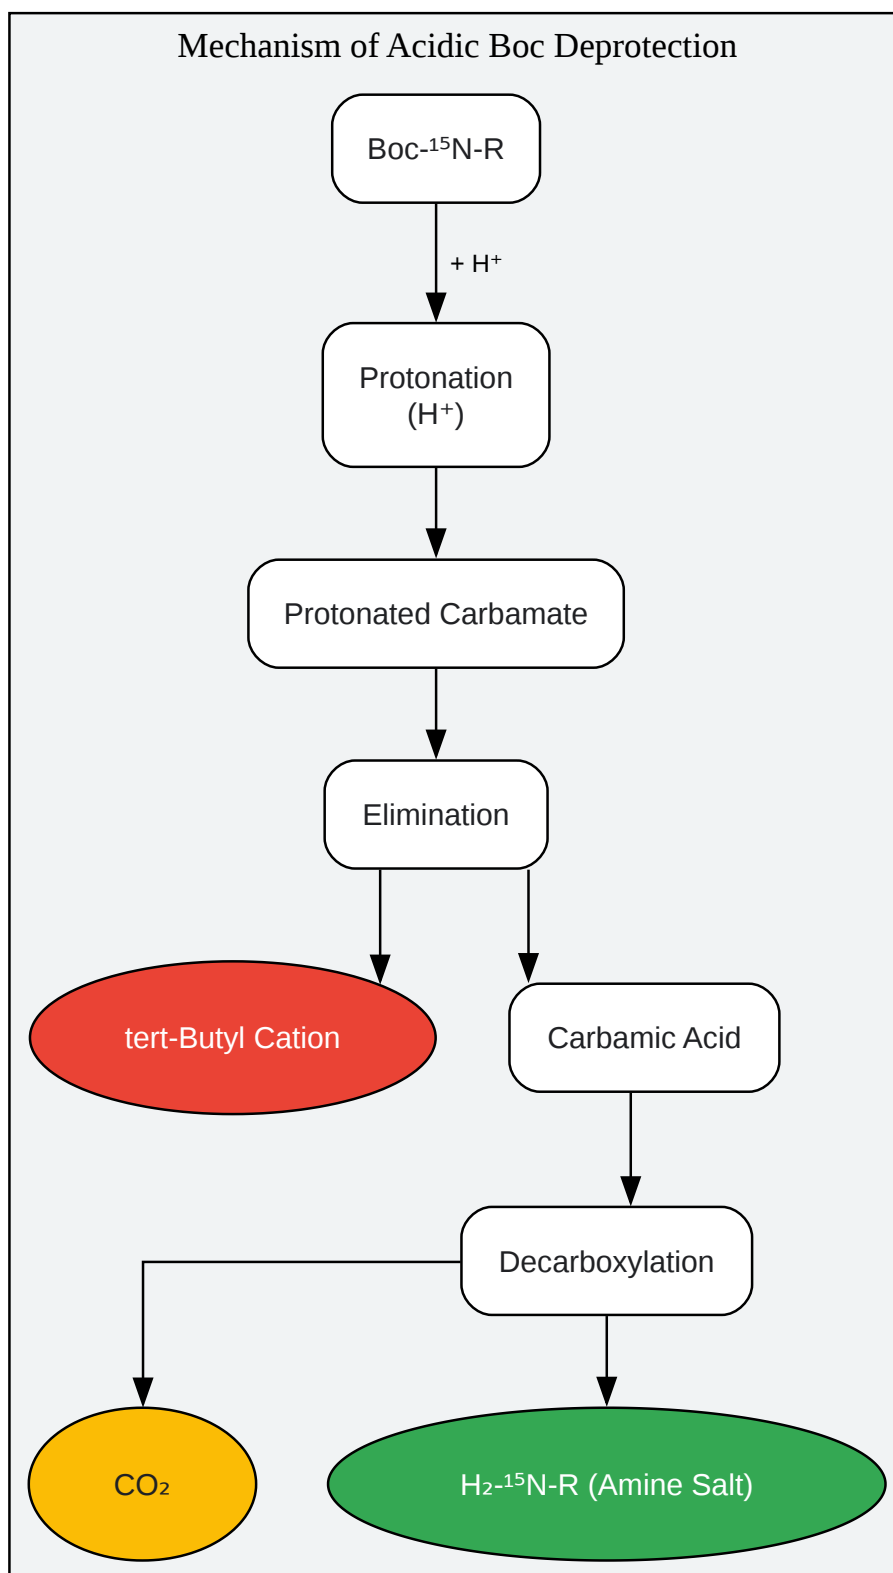 Mechanism of Acidic Boc Deprotection
Boc-¹⁵N-R
+ H⁺
Protonation
(H⁺)
Protonated Carbamate
Elimination
tert-Butyl Cation
Carbamic Acid
Decarboxylation
CO₂
H₂-¹⁵N-R (Amine Salt)